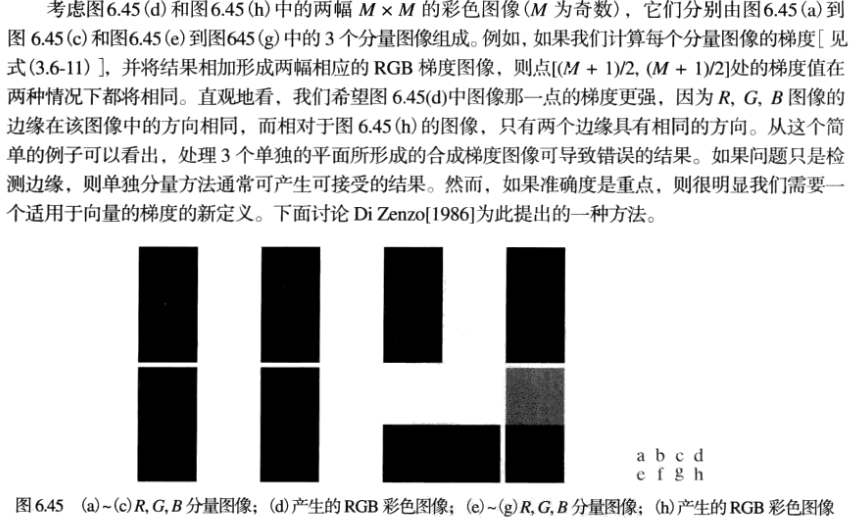 考虑图6.45(d)和图6.45(h)中的两幅 M × M 的彩色图像(M 为奇数)，它们分别由图6.45(a)到
图 6.45(c)和图6.45(e)到图645(g)中的 3 个分量图像组成。例如，如果我们计算每个分量图像的梯度[ 见
式(3.6-11) ]，并将结果相加形成两幅相应的 RGB 梯度图像，则点[(M + 1)/2, (M + 1)/2]处的梯度值在
两种情况下都将相同。直观地看，我们希望图 6.45(d)中图像那一点的梯度更强，因为 R, G, B 图像的
边缘在该图像中的方向相同，而相对于图 6.45(h)的图像，只有两个边缘具有相同的方向。从这个简
单的例子可以看出，处理 3 个单独的平面所形成的合成梯度图像可导致错误的结果。如果问题只是检
测边缘，则单独分量方法通常可产生可接受的结果。然而，如果准确度是重点，则很明显我们需要一
个适用于向量的梯度的新定义。下面讨论 Di Zenzo[1986]为此提出的一种方法。
a b c d
e f g h
图 6.45 (a)~(c) R, G, B 分量图像；(d)产生的 RGB 彩色图像；(e)~(g) R, G, B 分量图像；(h)产生的 RGB 彩色图像